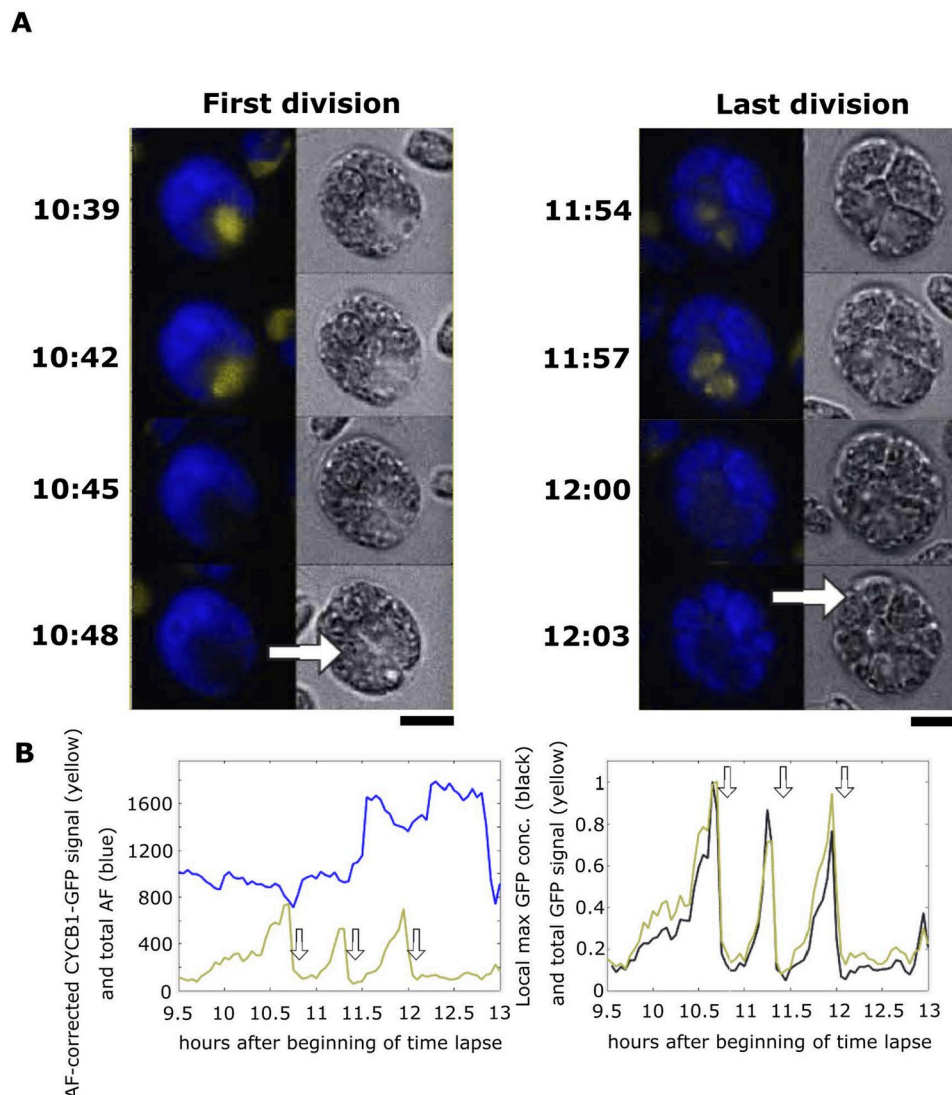 A
First division
Last division
10:39
10:42
10:45
10:48
11:54
11:57
12:00
12:03
B
AF-corrected CYCB1-GFP signal (yellow)
and total AF (blue)
1600
1200
800
400
0
9.5 10 10.5 11 11.5 12 12.5 13
hours after beginning of time lapse
Local max GFP conc. (black)
and total GFP signal (yellow)
1
0.8
0.6
0.4
0.2
0
9.5 10 10.5 11 11.5 12 12.5 13
hours after beginning of time lapse